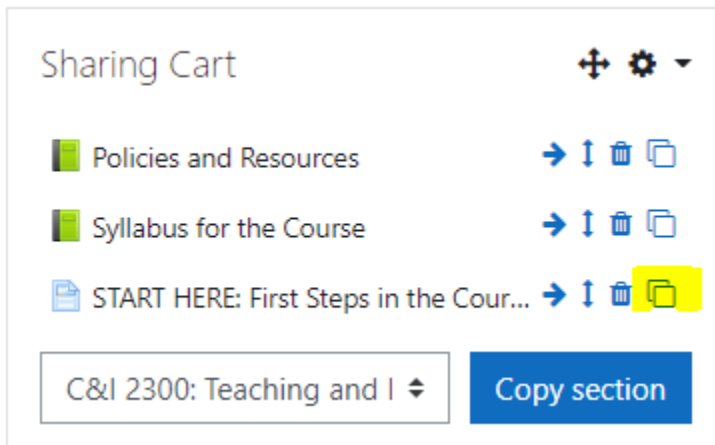 Sharing Cart
Policies and Resources
Syllabus for the Course
START HERE: First Steps in the Cour...
C&I 2300: Teaching and l
Copy section